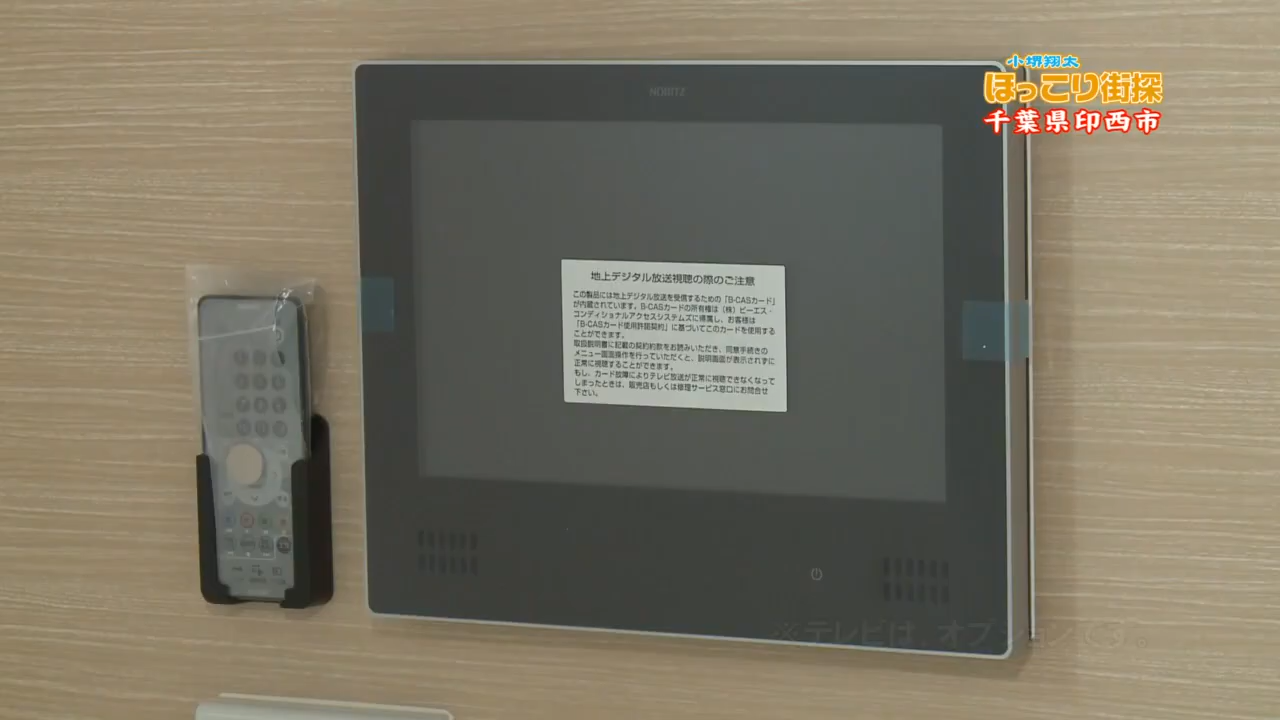 小堺翔太
ほっこり街探
千葉県印西市
NORITZ
地上デジタル放送視聴の際のご注意
この製品には地上デジタル放送を受信するための「B-CASカード」
が内蔵されています。B-CASカードの所有権は（株）ビーエス・
コンディショナルアクセスシステムズに帰属し、お客様は
「B-CASカード使用許諾契約」に基づいてこのカードを使用する
ことができます。
取扱説明書に記載の契約約款をお読みいただき、同意手続きの
メニュー画面操作を行っていただくと、説明画面が表示されずに
正常に視聴することができます。
もし、カード故障によりテレビ放送が正常に視聴できなくなって
しまったときは、販売店もしくは修理サービス窓口にお問合せ
下さい。
※テレビは、オプションです。